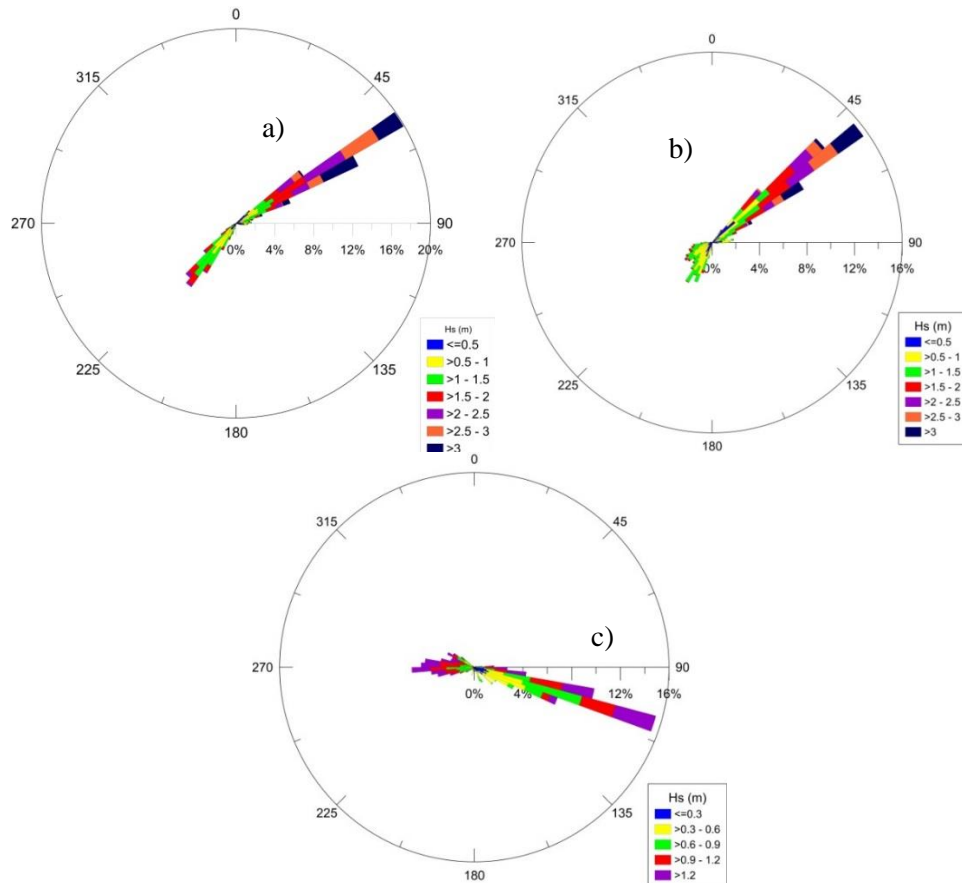 0
315
45
a)
270
90
0%
4%
8%
12%
16%
20%
225
135
180
Hs (m)
<=0.5
>0.5 - 1
>1 - 1.5
>1.5 - 2
>2 - 2.5
>2.5 - 3
>3
0
315
45
b)
270
90
0%
4%
8%
12%
16%
225
135
180
Hs (m)
<=0.5
>0.5 - 1
>1 - 1.5
>1.5 - 2
>2 - 2.5
>2.5 - 3
>3
0
315
45
c)
270
90
0%
4%
8%
12%
16%
225
135
180
Hs (m)
<=0.3
>0.3 - 0.6
>0.6 - 0.9
>0.9 - 1.2
>1.2